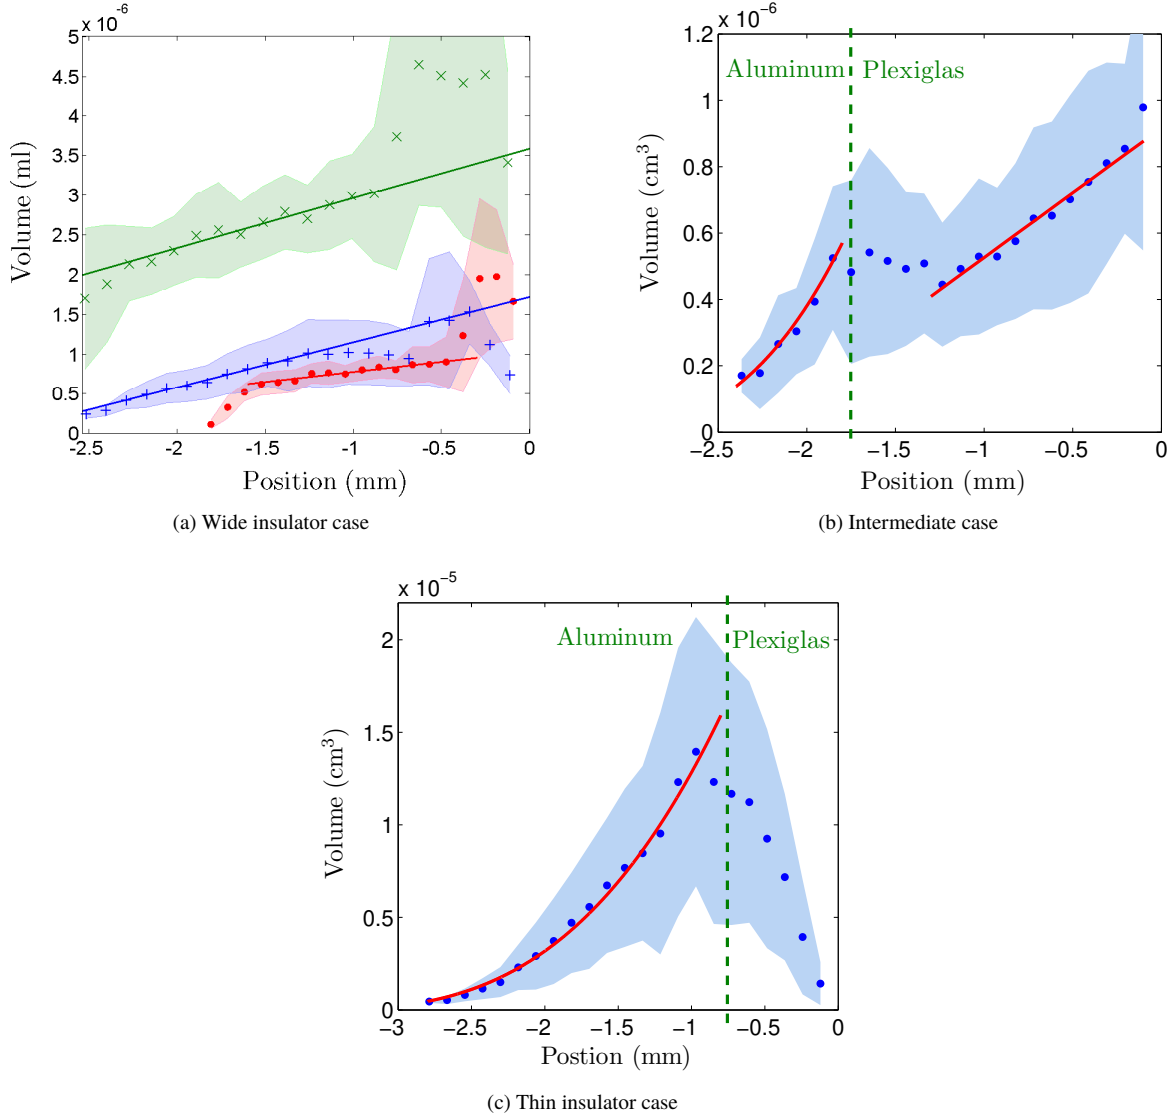 x 10⁻⁶
5
4.5
4
3.5
3
2.5
2
1.5
1
0.5
0
Volume (ml)
-2.5 -2 -1.5 -1 -0.5 0
Position (mm)
(a) Wide insulator case
x 10⁻⁶
1.2
1
0.8
0.6
0.4
0.2
0
Volume (cm³)
Aluminum Plexiglas
−2.5 −2 −1.5 −1 −0.5 0
Position (mm)
(b) Intermediate case
x 10⁻⁵
2
1.5
1
0.5
0
Volume (cm³)
Aluminum Plexiglas
−3 −2.5 −2 −1.5 −1 −0.5 0
Postion (mm)
(c) Thin insulator case